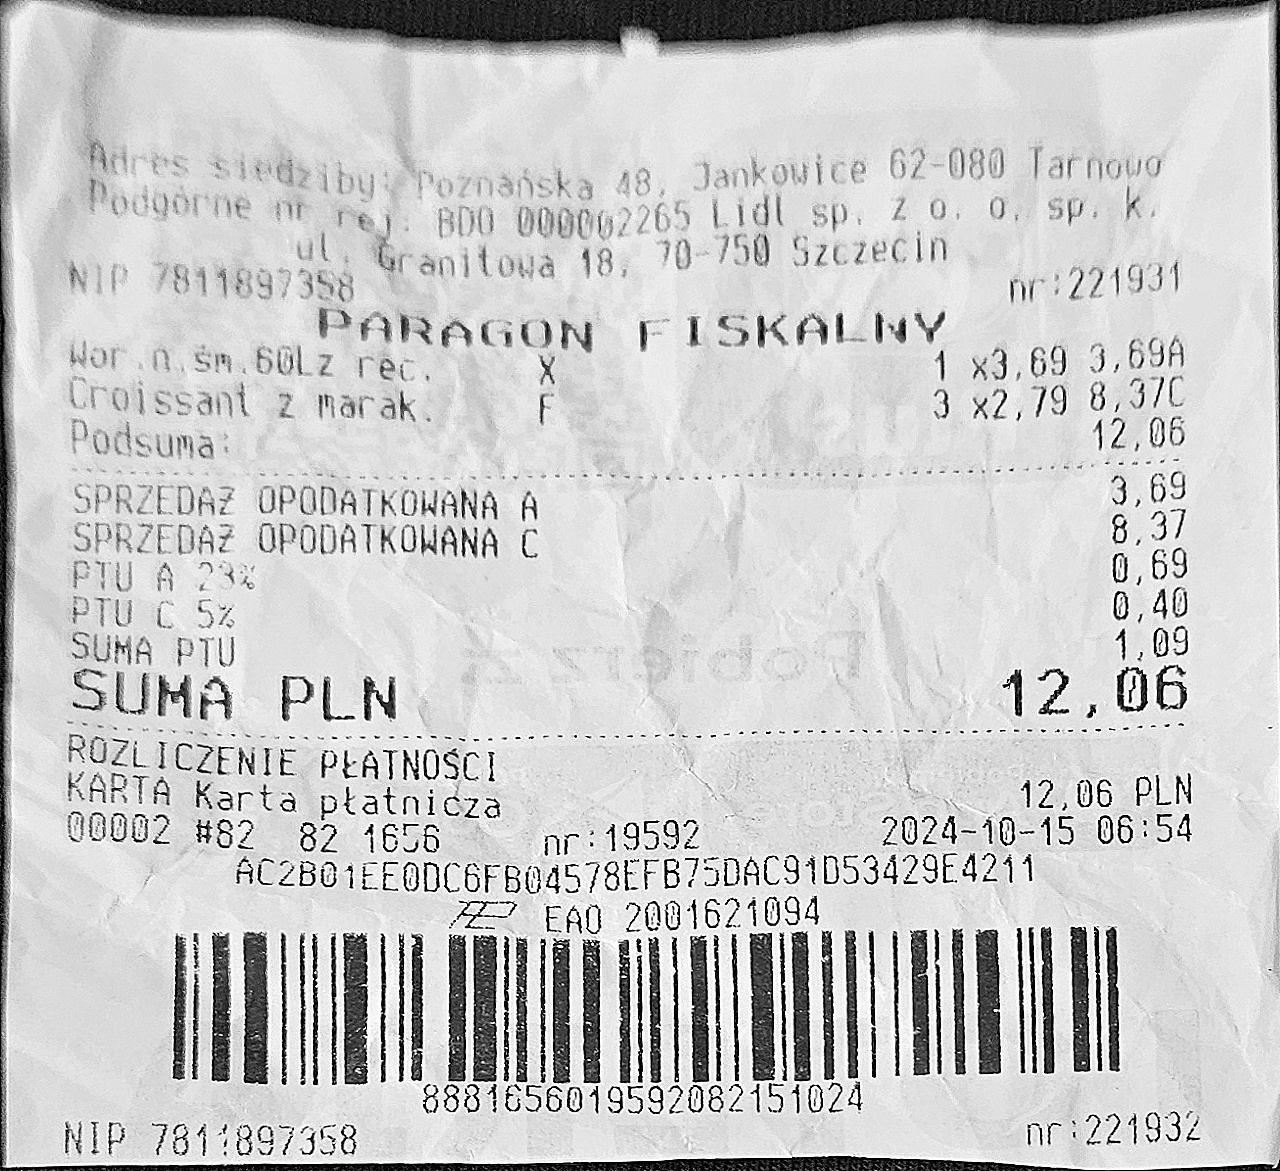 Adres siedziby: Poznańska 48, Jankowice 62-080 Tarnowo
Podgórne nr rej: BDO 000002265 Lidl sp. z o. o. sp. k.
ul. Granitowa 18, 70-750 Szczecin
NIP 7811897358 nr:221931
PARAGON FISKALNY
Wor.n.śm.60Lz rec. X 1 x3,69 3,69A
Croissant z marak. F 3 x2,79 8,37C
Podsuma: 12,06
SPRZEDAŻ OPODATKOWANA A 3,69
SPRZEDAŻ OPODATKOWANA C 8,37
PTU A 23% 0,69
PTU C 5% 0,40
SUMA PTU 1,09
SUMA PLN 12,06
ROZLICZENIE PŁATNOŚCI
KARTA Karta płatnicza 12,06 PLN
00002 #82 82 1656 nr:19592 2024-10-15 06:54
AC2B01EE0DC6FB04578EFB75DAC91D53429E4211
EAO 2001621094
8881656019592082151024
NIP 7811897358 nr:221932